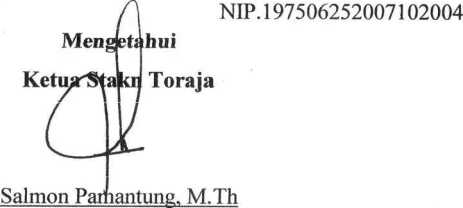 NIP.197506252007102004
Mengetahui
Ketua Stakn Toraja
Salmon Pamantung, M.Th